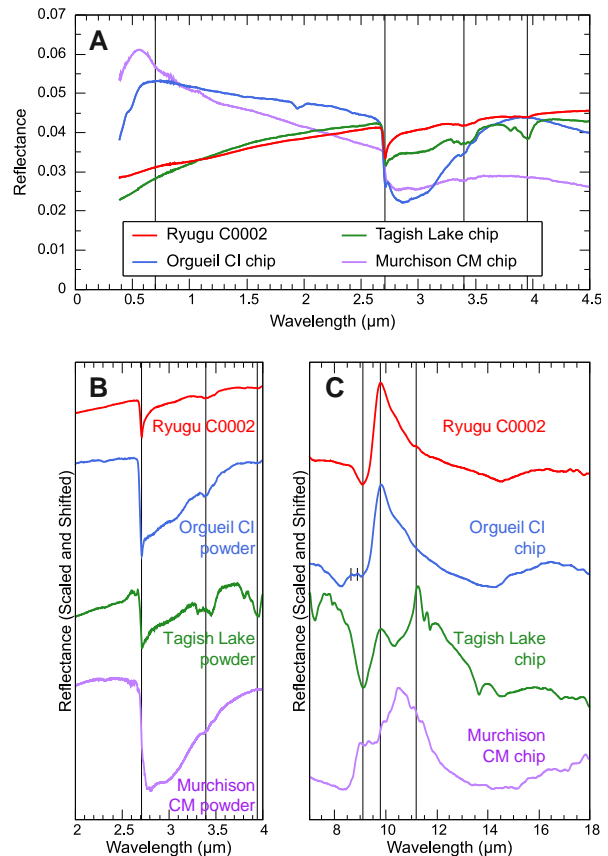 A
0.07
0.06
0.05
0.04
0.03
0.02
0.01
0
Reflectance
Ryugu C0002
Tagish Lake chip
Orgueil CI chip
Murchison CM chip
0
0.5
1
1.5
2
2.5
3
3.5
4
4.5
Wavelength (µm)
B
Reflectance (Scaled and Shifted)
Ryugu C0002
Orgueil CI
powder
Tagish Lake
powder
Murchison
CM powder
2
2.5
3
3.5
4
Wavelength (µm)
C
Reflectance (Scaled and Shifted)
Ryugu C0002
Orgueil CI
chip
Tagish Lake
chip
Murchison
CM chip
8
10
12
14
16
18
Wavelength (µm)